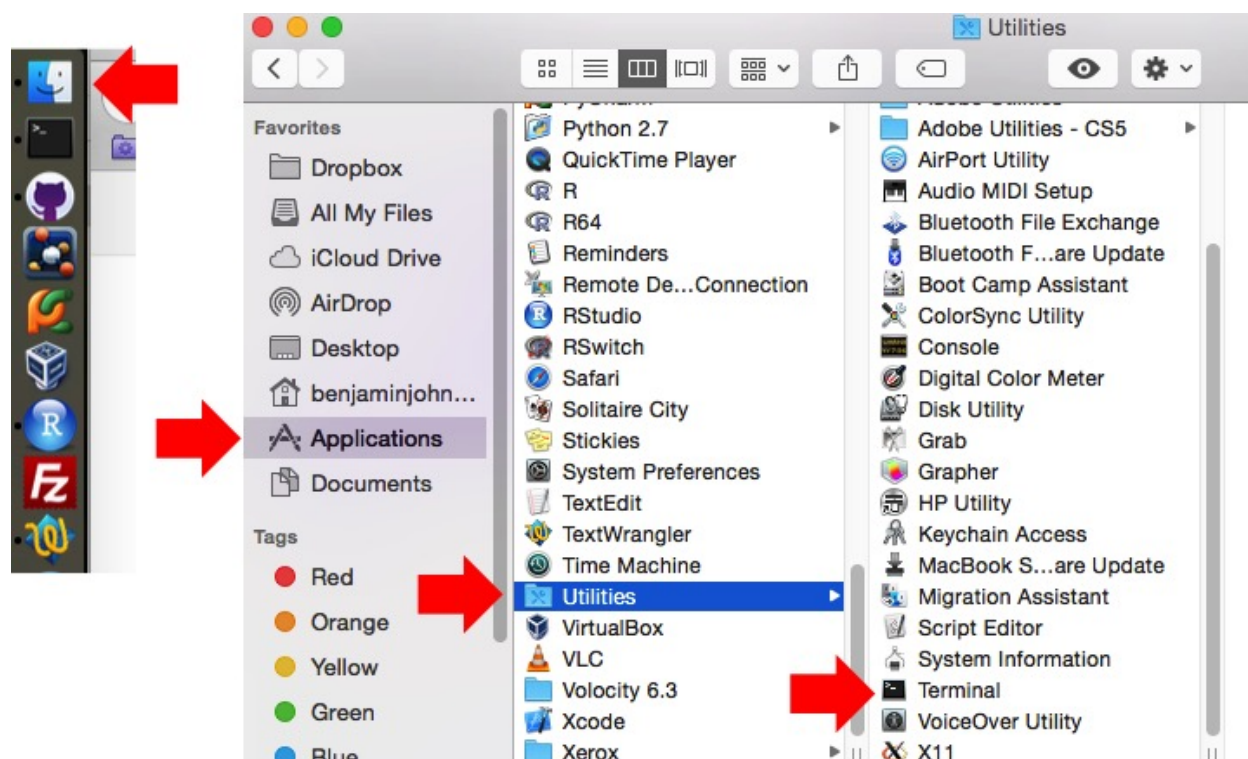 Utilities
Favorites
Dropbox
All My Files
iCloud Drive
AirDrop
Desktop
benjaminjohn...
Applications
Documents
Tags
Red
Orange
Yellow
Green
Blue
Python 2.7
QuickTime Player
R
R64
Reminders
Remote De...Connection
RStudio
RSwitch
Safari
Solitaire City
Stickies
System Preferences
TextEdit
TextWrangler
Time Machine
Utilities
VirtualBox
VLC
Volocity 6.3
Xcode
Xerox
Adobe Utilities - CS5
AirPort Utility
Audio MIDI Setup
Bluetooth File Exchange
Bluetooth F...are Update
Boot Camp Assistant
ColorSync Utility
Console
Digital Color Meter
Disk Utility
Grab
Grapher
HP Utility
Keychain Access
MacBook S...are Update
Migration Assistant
Script Editor
System Information
Terminal
VoiceOver Utility
X11